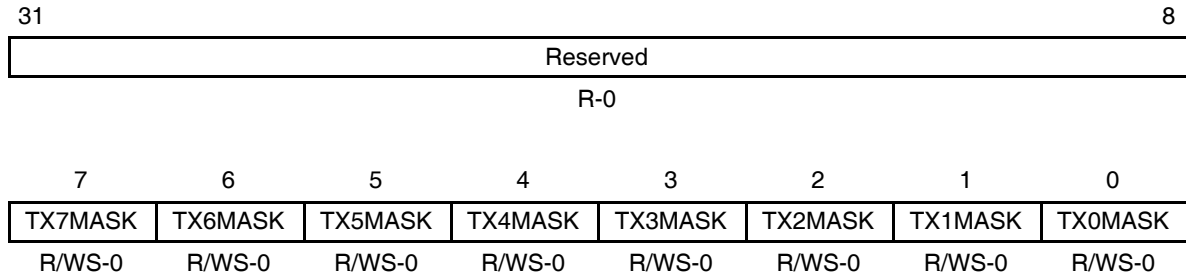 31 8
Reserved
R-0
7 6 5 4 3 2 1 0
TX7MASK TX6MASK TX5MASK TX4MASK TX3MASK TX2MASK TX1MASK TX0MASK
R/WS-0 R/WS-0 R/WS-0 R/WS-0 R/WS-0 R/WS-0 R/WS-0 R/WS-0